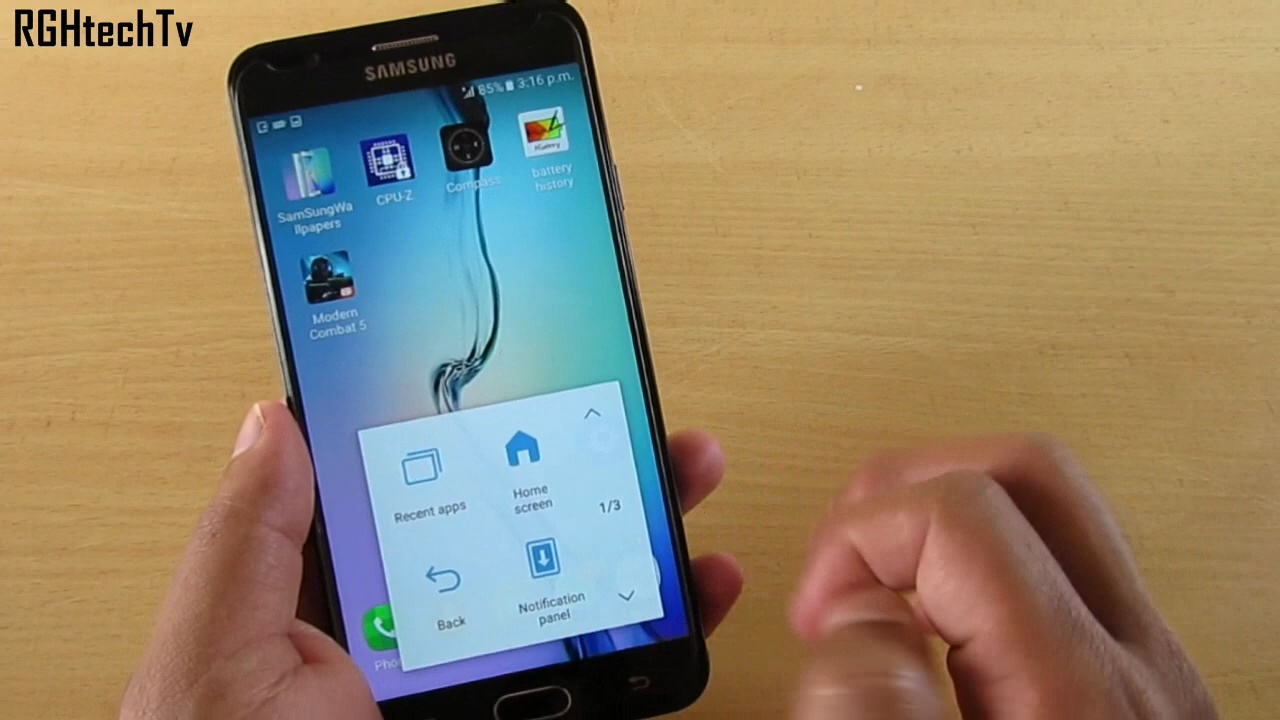 RGHtechTv
SAMSUNG
85% 3:16 p.m.
SamSungWa
llpapers
CPU-Z
Compass
battery
history
Modern
Combat 5
Recent apps
Home
screen
1/3
Back
Notification
panel
Pho